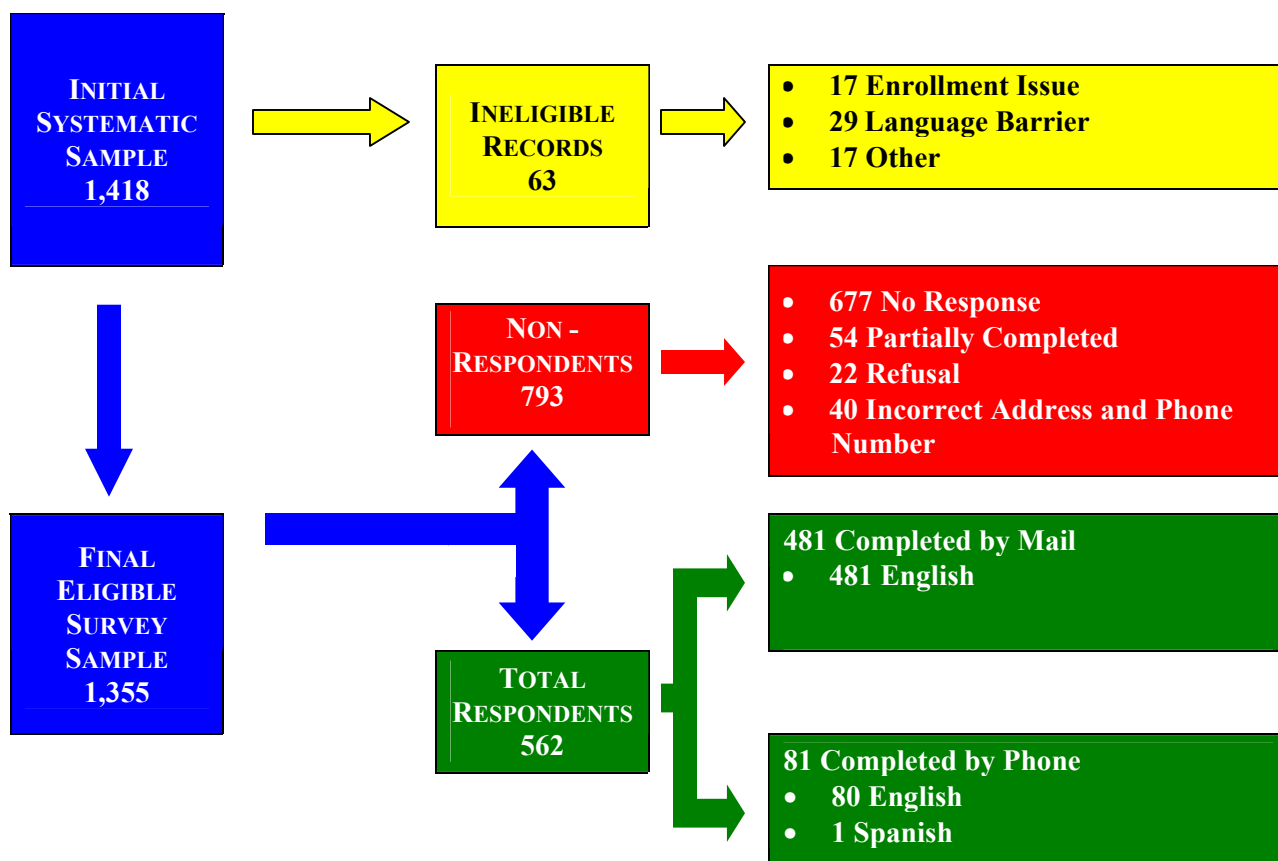 INITIAL
SYSTEMATIC
SAMPLE
1,418
INELIGIBLE
RECORDS
63
• 17 Enrollment Issue
• 29 Language Barrier
• 17 Other
NON -
RESPONDENTS
793
• 677 No Response
• 54 Partially Completed
• 22 Refusal
• 40 Incorrect Address and Phone
Number
FINAL
ELIGIBLE
SURVEY
SAMPLE
1,355
TOTAL
RESPONDENTS
562
481 Completed by Mail
• 481 English
81 Completed by Phone
• 80 English
• 1 Spanish